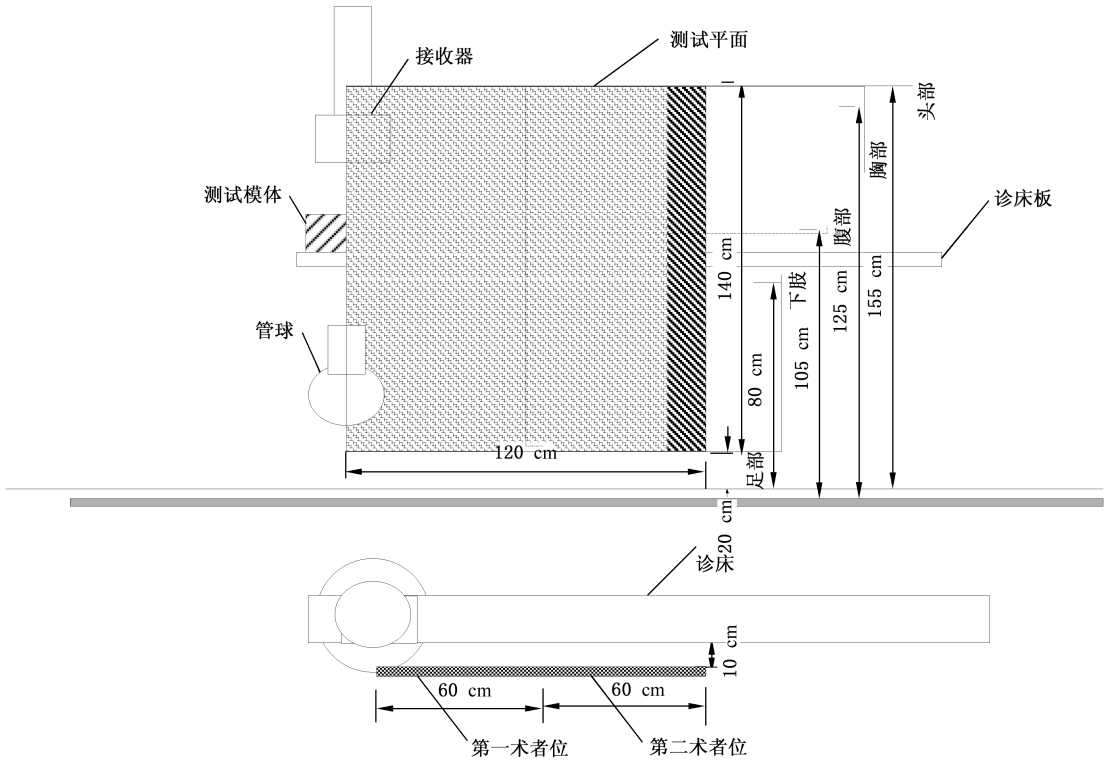 测试平面
接收器
头部
胸部
测试模体
诊床板
腹部
140 cm
下肢
125 cm
155 cm
管球
105 cm
80 cm
120 cm
足部
20 cm
诊床
10 cm
60 cm
60 cm
第一术者位
第二术者位